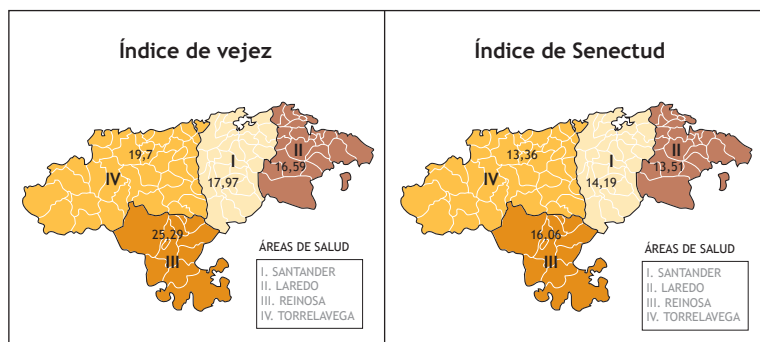 Índice de vejez
19,7
I
II
16,59
IV
17,97
25,29
III
ÁREAS DE SALUD
I. SANTANDER
II. LAREDO
III. REINOSA
IV. TORRELAVEGA
Índice de Senectud
13,36
I
II
13,51
IV
14,19
16.06
III
ÁREAS DE SALUD
I. SANTANDER
II. LAREDO
III. REINOSA
IV. TORRELAVEGA